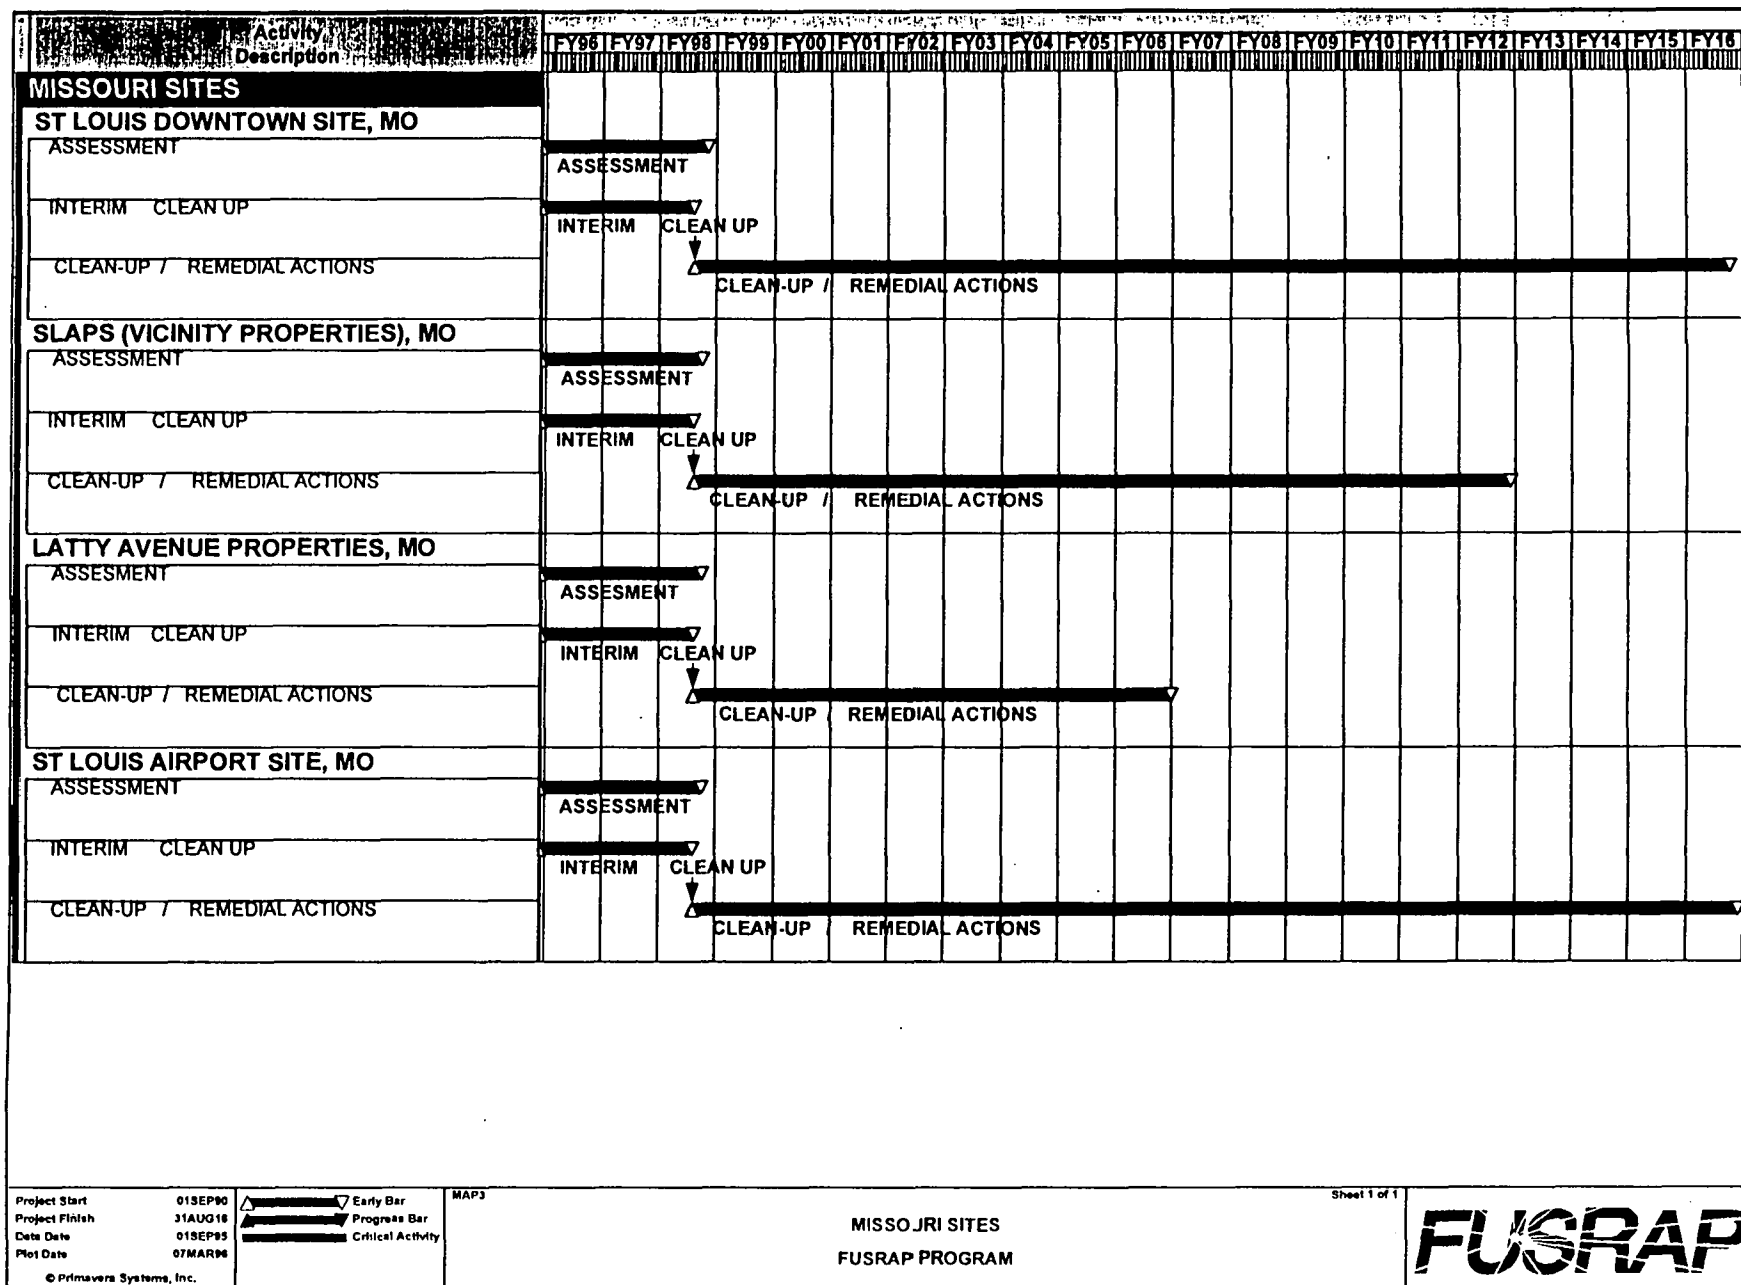 Activity
Description
FY96 FY97 FY98 FY99 FY00 FY01 FY02 FY03 FY04 FY05 FY06 FY07 FY08 FY09 FY10 FY11 FY12 FY13 FY14 FY15 FY16
MISSOURI SITES
ST LOUIS DOWNTOWN SITE, MO
ASSESSMENT
ASSESSMENT
INTERIM CLEAN UP
INTERIM CLEAN UP
CLEAN-UP / REMEDIAL ACTIONS
CLEAN-UP / REMEDIAL ACTIONS
SLAPS (VICINITY PROPERTIES), MO
ASSESSMENT
ASSESSMENT
INTERIM CLEAN UP
INTERIM CLEAN UP
CLEAN-UP / REMEDIAL ACTIONS
CLEAN-UP / REMEDIAL ACTIONS
LATTY AVENUE PROPERTIES, MO
ASSESMENT
ASSESMENT
INTERIM CLEAN UP
INTERIM CLEAN UP
CLEAN-UP / REMEDIAL ACTIONS
CLEAN-UP / REMEDIAL ACTIONS
ST LOUIS AIRPORT SITE, MO
ASSESSMENT
ASSESSMENT
INTERIM CLEAN UP
INTERIM CLEAN UP
CLEAN-UP / REMEDIAL ACTIONS
CLEAN-UP / REMEDIAL ACTIONS
Project Start 01SEP90
Project Finish 31AUG16
Data Date 01SEP95
Plot Date 07MAR96
© Primavera Systems, Inc.
Early Bar
Progress Bar
Critical Activity
MAP3
MISSOURI SITES
FUSRAP PROGRAM
Sheet 1 of 1
FUSRAP